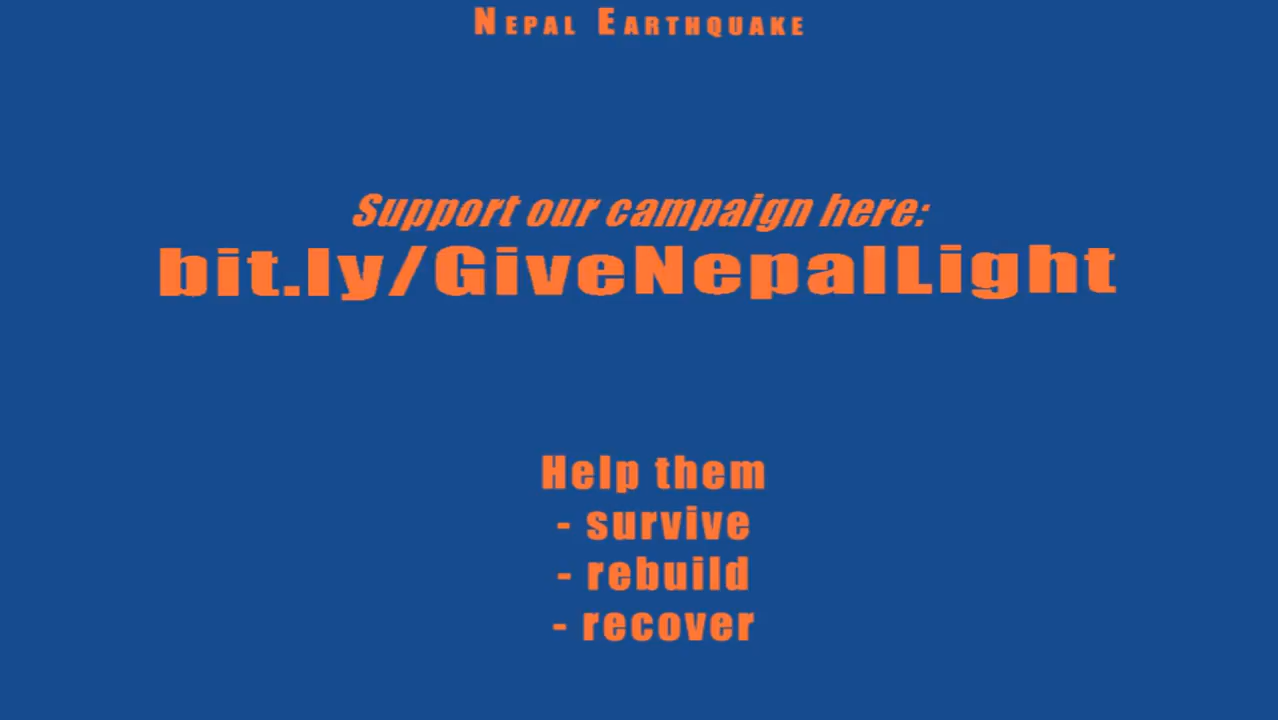 Nepal Earthquake
Support our campaign here:
bit.ly/GiveNepalLight
Help them
- survive
- rebuild
- recover